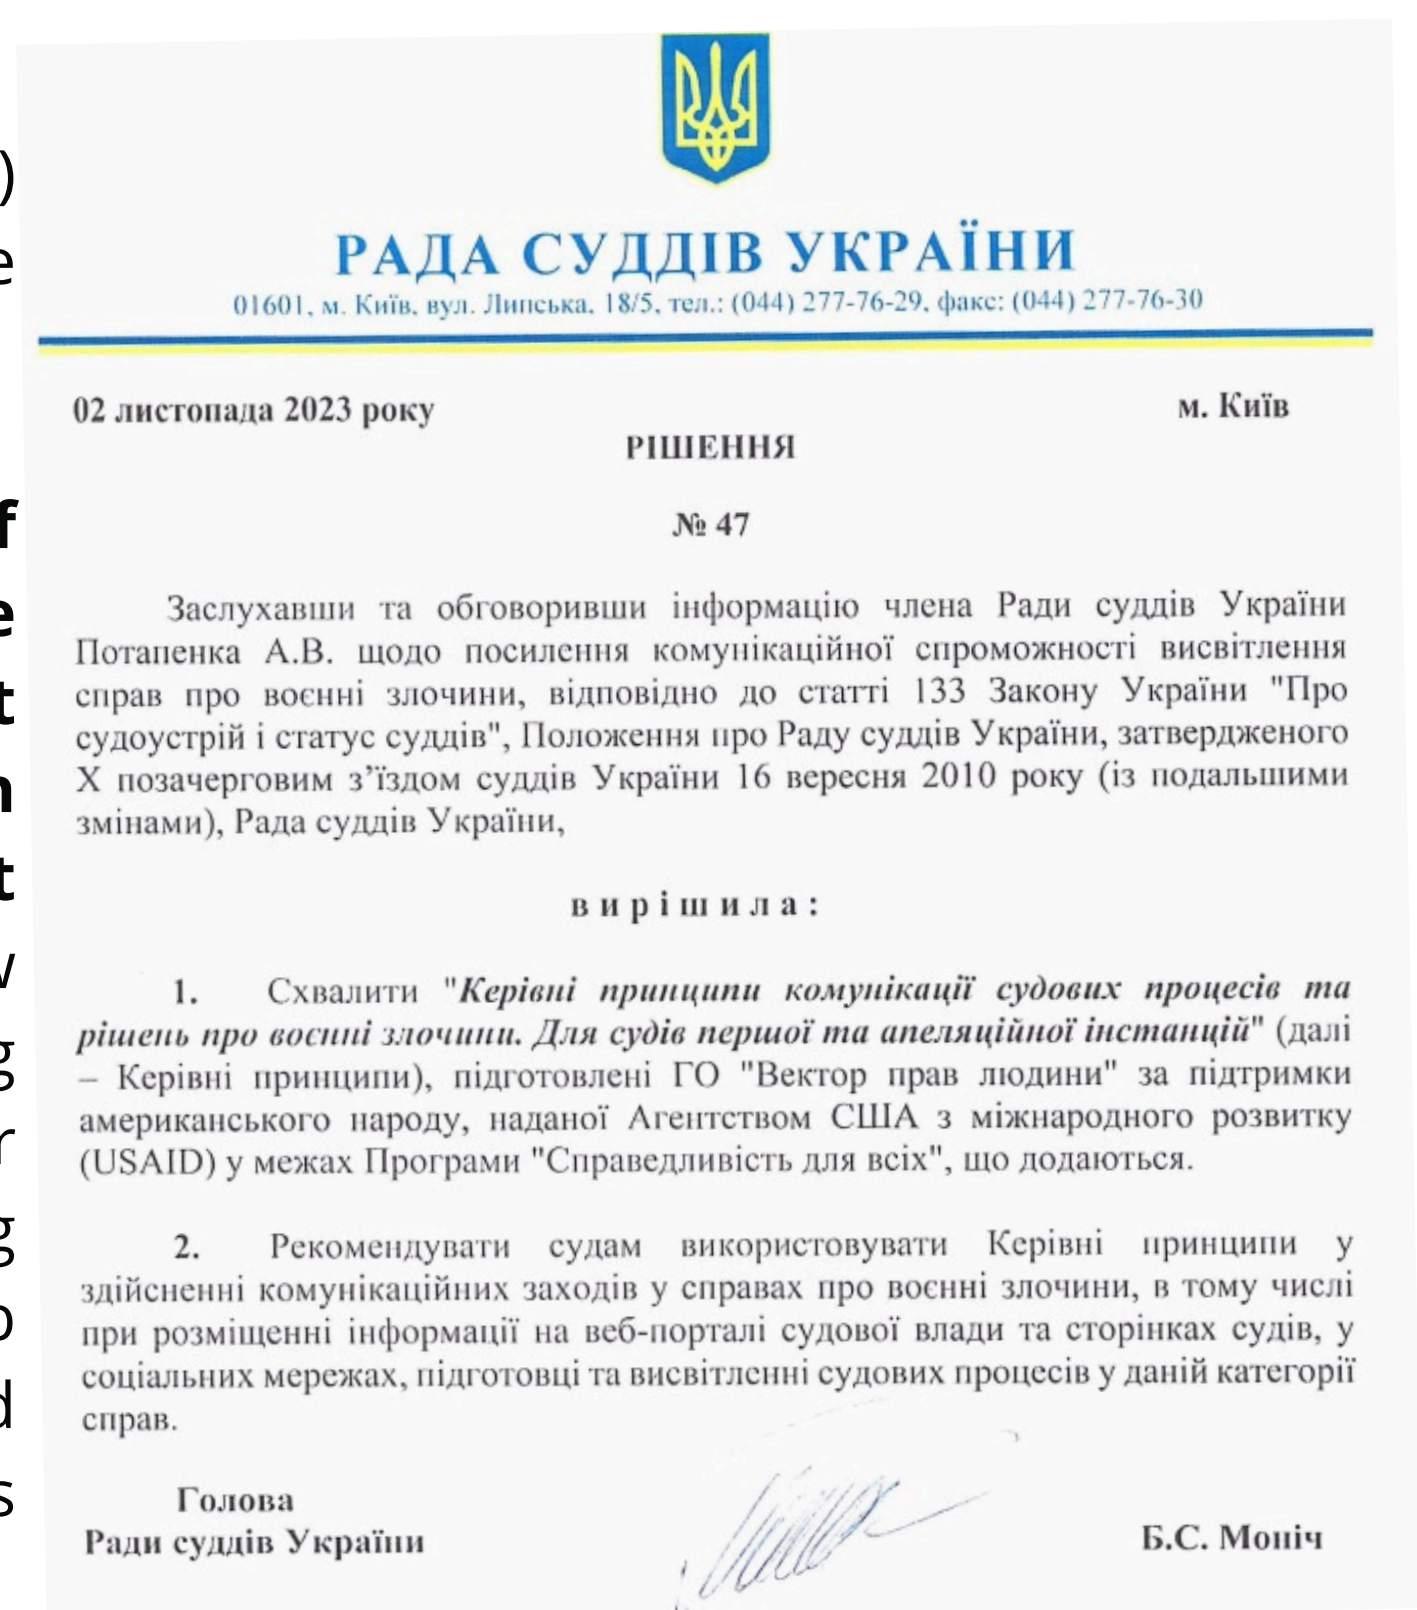 )
e
f
e
t
n
t
w
g
r
g
o
d
s
РАДА СУДДІВ УКРАЇНИ
01601, м. Київ, вул. Липська, 18/5, тел.: (044) 277-76-29, факс: (044) 277-76-30
02 листопада 2023 року м. Київ
РІШЕННЯ
№ 47
Заслухавши та обговоривши інформацію члена Ради суддів України
Потапенка А.В. щодо посилення комунікаційної спроможності висвітлення
справ про воєнні злочини, відповідно до статті 133 Закону України "Про
судоустрій і статус суддів", Положення про Раду суддів України, затвердженого
Х позачерговим з’їздом суддів України 16 вересня 2010 року (із подальшими
змінами), Рада суддів України,
в и р і ш и л а :
1. Схвалити "Керівні принципи комунікації судових процесів та
рішень про воєнні злочини. Для судів першої та апеляційної інстанцій" (далі
– Керівні принципи), підготовлені ГО "Вектор прав людини" за підтримки
американського народу, наданої Агентством США з міжнародного розвитку
(USAID) у межах Програми "Справедливість для всіх", що додаються.
2. Рекомендувати судам використовувати Керівні принципи у
здійсненні комунікаційних заходів у справах про воєнні злочини, в тому числі
при розміщенні інформації на веб-порталі судової влади та сторінках судів, у
соціальних мережах, підготовці та висвітленні судових процесів у даній категорії
справ.
Голова
Ради суддів України Б.С. Моніч